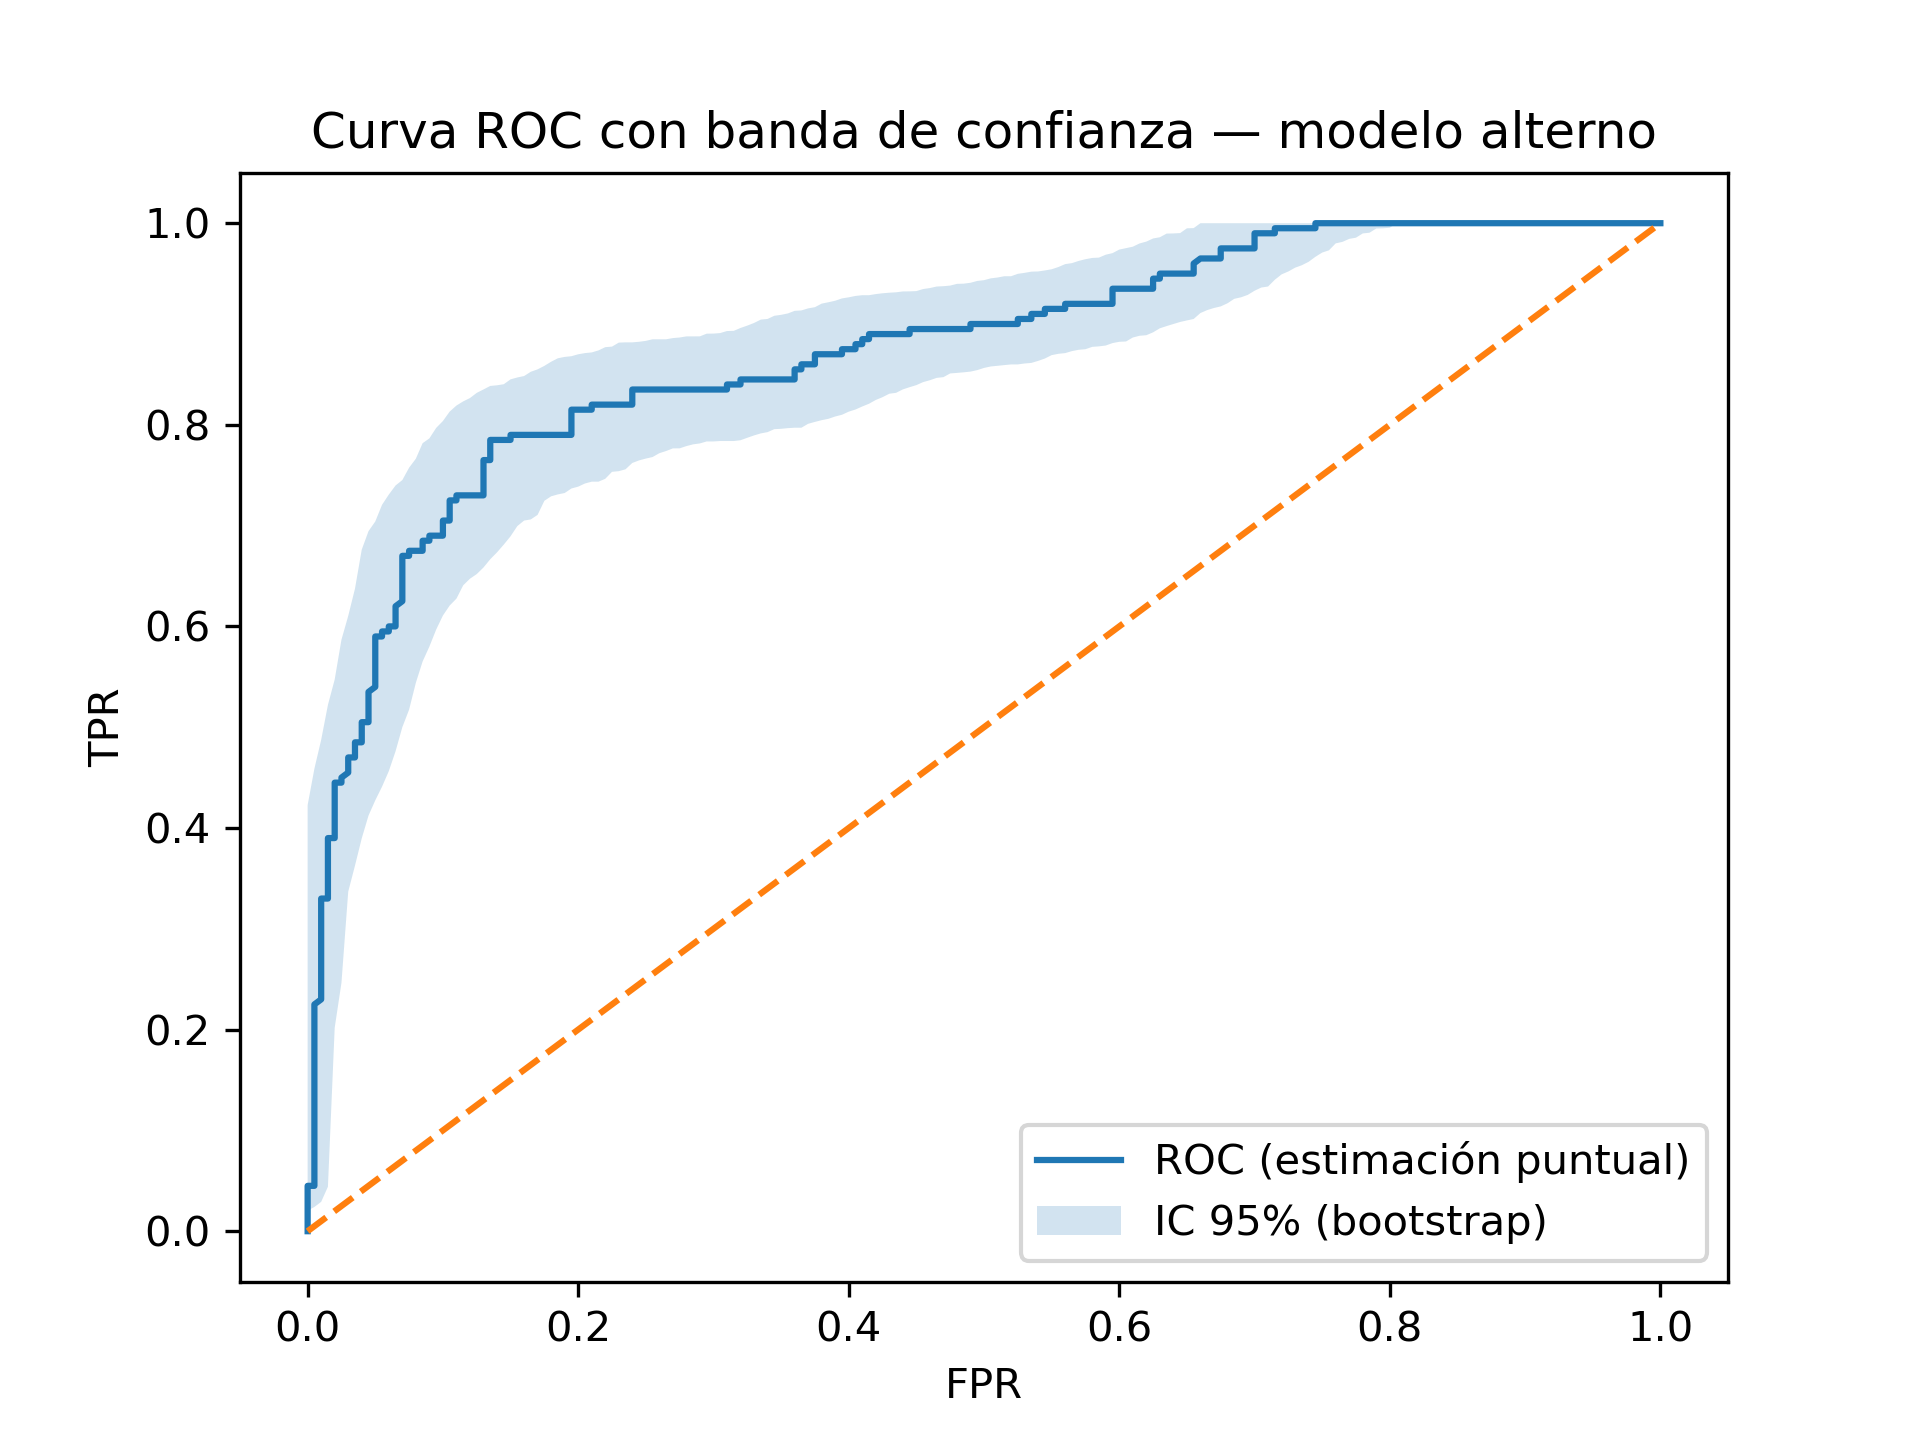 Curva ROC con banda de confianza — modelo alterno
1.0
0.8
0.6
0.4
0.2
0.0
TPR
0.0 0.2 0.4 0.6 0.8 1.0
FPR
ROC (estimación puntual)
IC 95% (bootstrap)